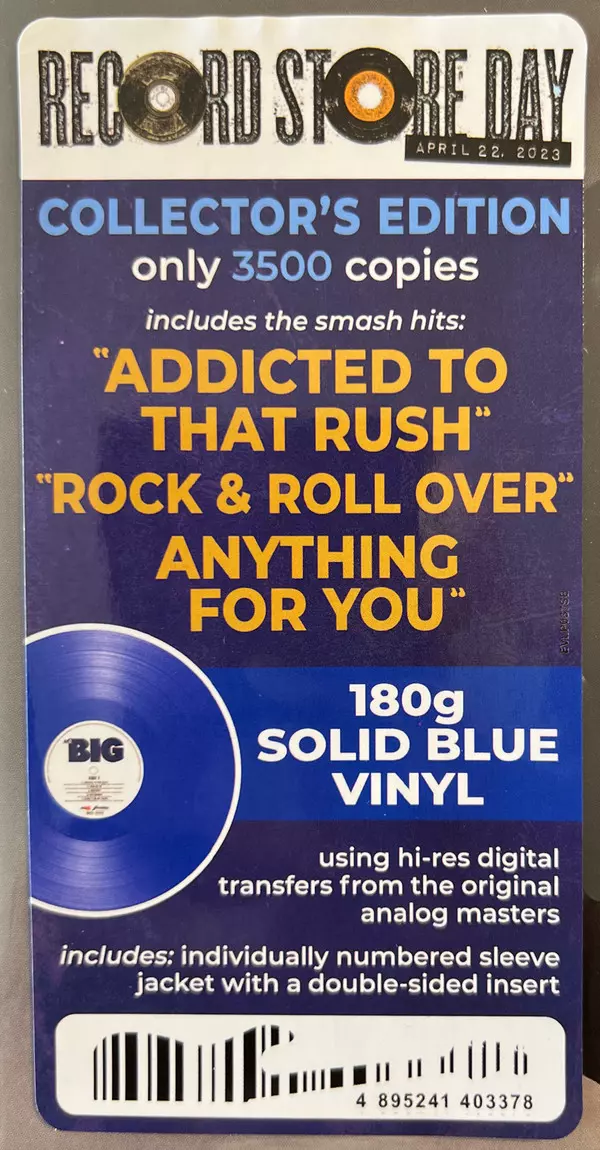 RECORD STORE DAY
APRIL 22, 2023
COLLECTOR'S EDITION
only 3500 copies
includes the smash hits:
"ADDICTED TO
THAT RUSH"
"ROCK & ROLL OVER"
ANYTHING
FOR YOU"
BIG
180g
SOLID BLUE
VINYL
using hi-res digital
transfers from the original
analog masters
includes: individually numbered sleeve
jacket with a double-sided insert
4 895241 403378